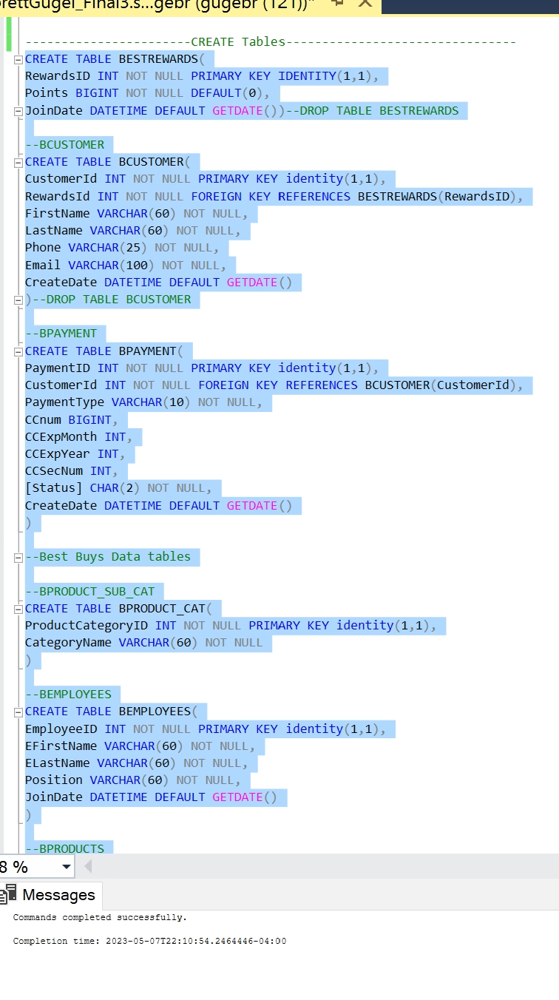 rettGugel_Final3.s...gebr (gugebr (121))*
-----------------------CREATE Tables--------------------------------
CREATE TABLE BESTREWARDS(
RewardsID INT NOT NULL PRIMARY KEY IDENTITY(1,1),
Points BIGINT NOT NULL DEFAULT(0),
JoinDate DATETIME DEFAULT GETDATE())--DROP TABLE BESTREWARDS
--BCUSTOMER
CREATE TABLE BCUSTOMER(
CustomerId INT NOT NULL PRIMARY KEY identity(1,1),
RewardsId INT NOT NULL FOREIGN KEY REFERENCES BESTREWARDS(RewardsID),
FirstName VARCHAR(60) NOT NULL,
LastName VARCHAR(60) NOT NULL,
Phone VARCHAR(25) NOT NULL,
Email VARCHAR(100) NOT NULL,
CreateDate DATETIME DEFAULT GETDATE()
)--DROP TABLE BCUSTOMER
--BPAYMENT
CREATE TABLE BPAYMENT(
PaymentID INT NOT NULL PRIMARY KEY identity(1,1),
CustomerId INT NOT NULL FOREIGN KEY REFERENCES BCUSTOMER(CustomerId),
PaymentType VARCHAR(10) NOT NULL,
CCnum BIGINT,
CCExpMonth INT,
CCExpYear INT,
CCSecNum INT,
[Status] CHAR(2) NOT NULL,
CreateDate DATETIME DEFAULT GETDATE()
)
--Best Buys Data tables
--BPRODUCT_SUB_CAT
CREATE TABLE BPRODUCT_CAT(
ProductCategoryID INT NOT NULL PRIMARY KEY identity(1,1),
CategoryName VARCHAR(60) NOT NULL
)
--BEMPLOYEES
CREATE TABLE BEMPLOYEES(
EmployeeID INT NOT NULL PRIMARY KEY identity(1,1),
EFirstName VARCHAR(60) NOT NULL,
ELastName VARCHAR(60) NOT NULL,
Position VARCHAR(60) NOT NULL,
JoinDate DATETIME DEFAULT GETDATE()
)
--BPRODUCTS
8 %
Messages
Commands completed successfully.
Completion time: 2023-05-07T22:10:54.2464446-04:00